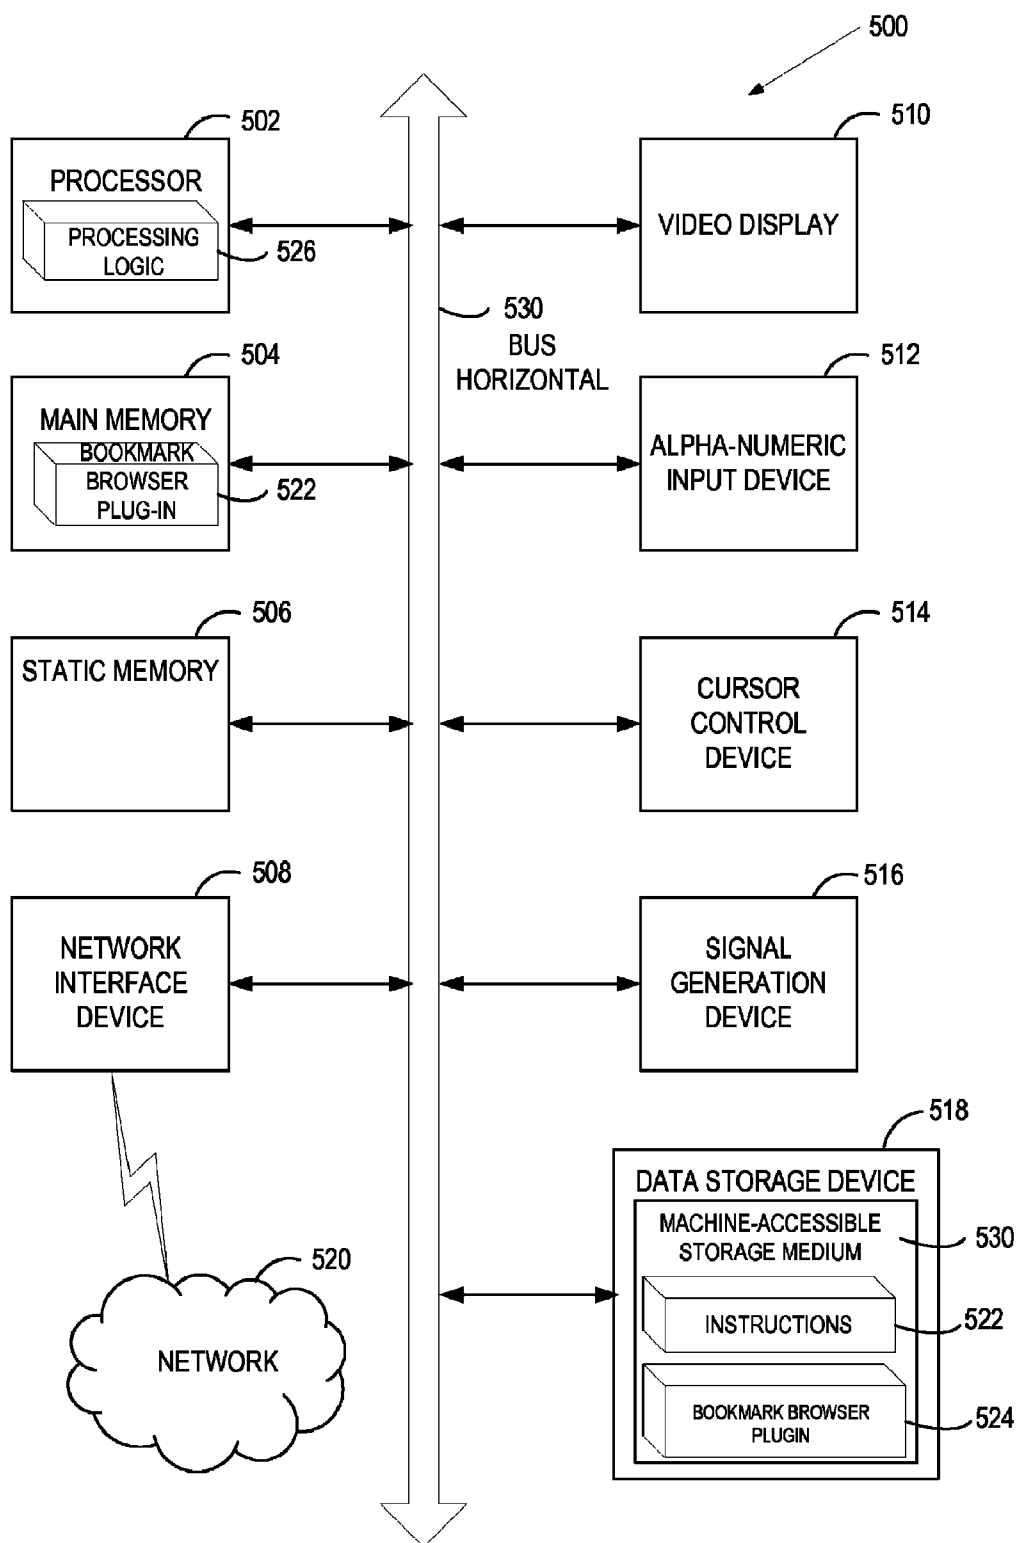 500
502
PROCESSOR
PROCESSING
LOGIC
526
510
VIDEO DISPLAY
530
BUS
HORIZONTAL
504
MAIN MEMORY
BOOKMARK
BROWSER
PLUG-IN
522
512
ALPHA-NUMERIC
INPUT DEVICE
506
STATIC MEMORY
514
CURSOR
CONTROL
DEVICE
508
NETWORK
INTERFACE
DEVICE
516
SIGNAL
GENERATION
DEVICE
520
NETWORK
518
DATA STORAGE DEVICE
MACHINE-ACCESSIBLE
STORAGE MEDIUM
530
INSTRUCTIONS
522
BOOKMARK BROWSER
PLUGIN
524